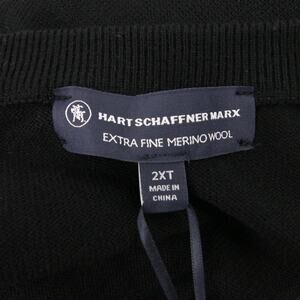 HART SCHAFFNER MARX
EXTRA FINE MERINO WOOL
2XT
MADE IN
CHINA